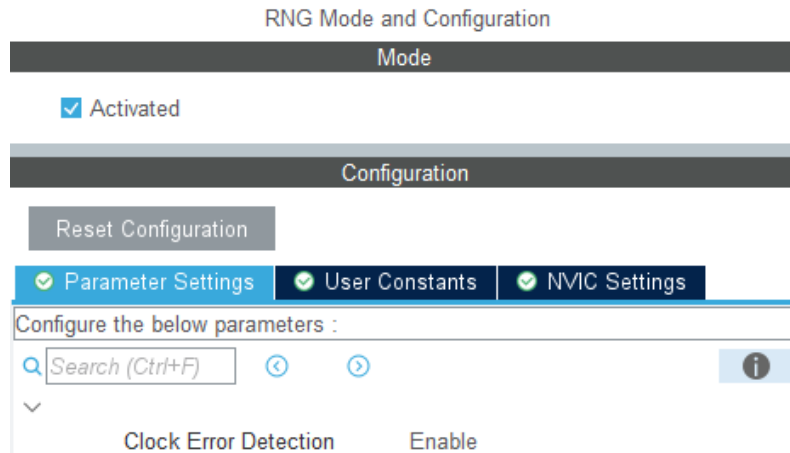 RNG Mode and Configuration
Mode
Activated
Configuration
Reset Configuration
Parameter Settings User Constants NVIC Settings
Configure the below parameters :
Search (Ctrl+F)
Clock Error Detection Enable